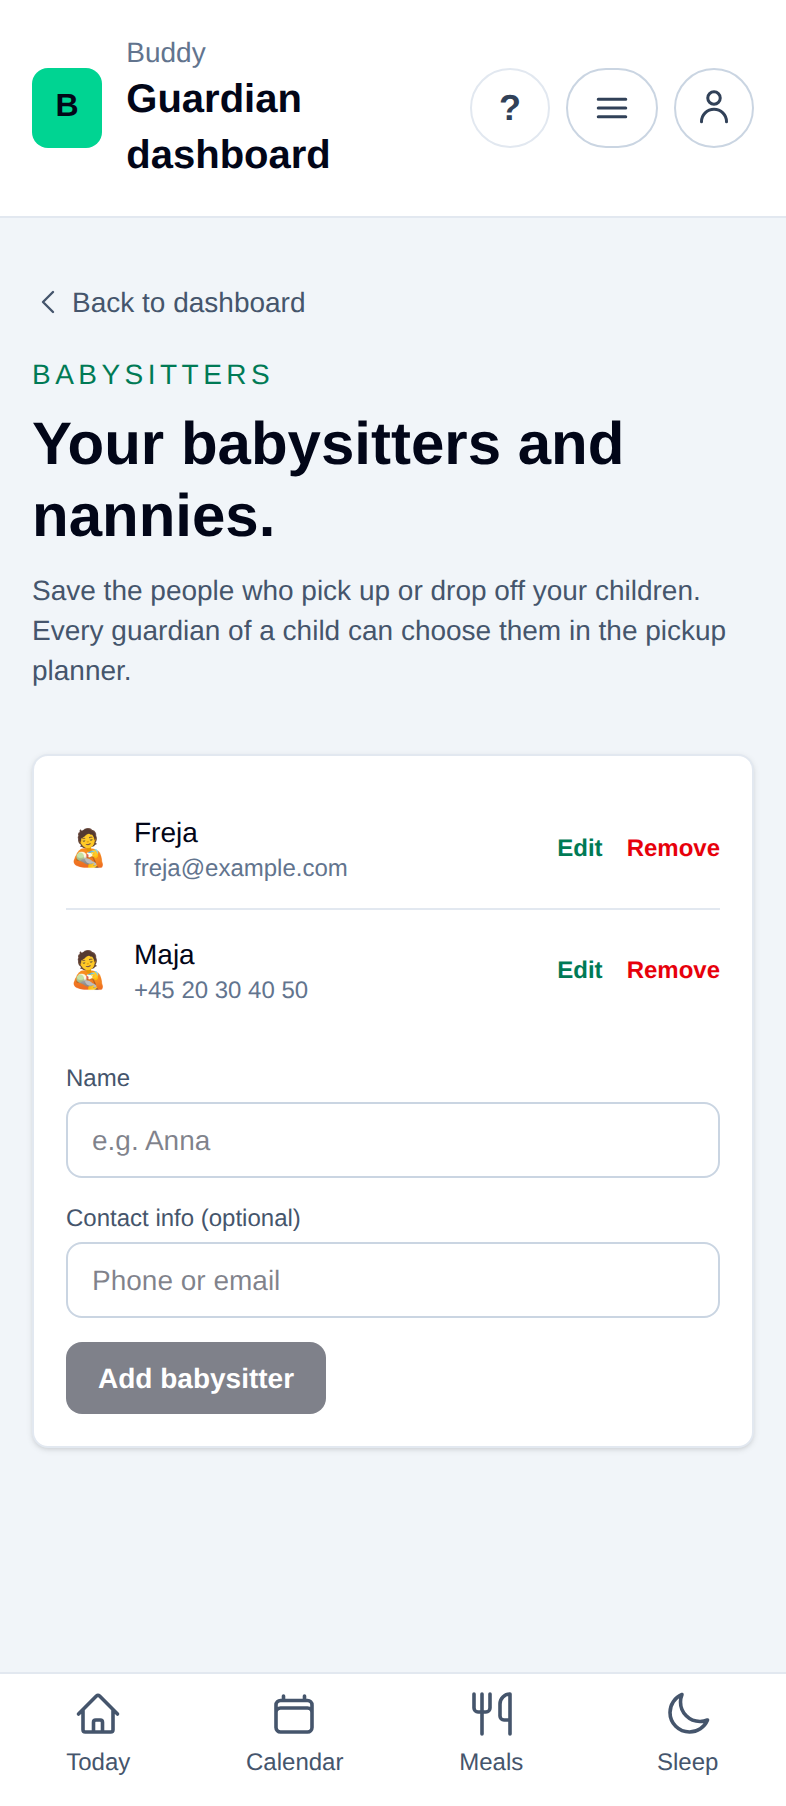 B
Buddy
Guardian
dashboard
?
Back to dashboard
BABYSITTERS
Your babysitters and
nannies.
Save the people who pick up or drop off your children.
Every guardian of a child can choose them in the pickup
planner.
Freja
freja@example.com
Edit Remove
Maja
+45 20 30 40 50
Edit Remove
Name
e.g. Anna
Contact info (optional)
Phone or email
Add babysitter
Today Calendar Meals Sleep